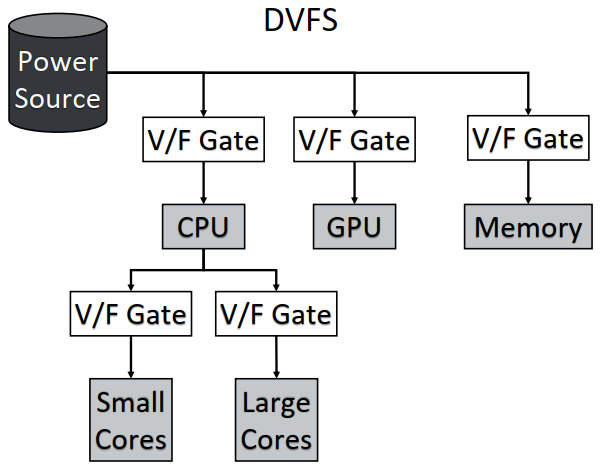 DVFS
Power
Source
V/F Gate
V/F Gate
V/F Gate
CPU
GPU
Memory
V/F Gate
V/F Gate
Small
Cores
Large
Cores